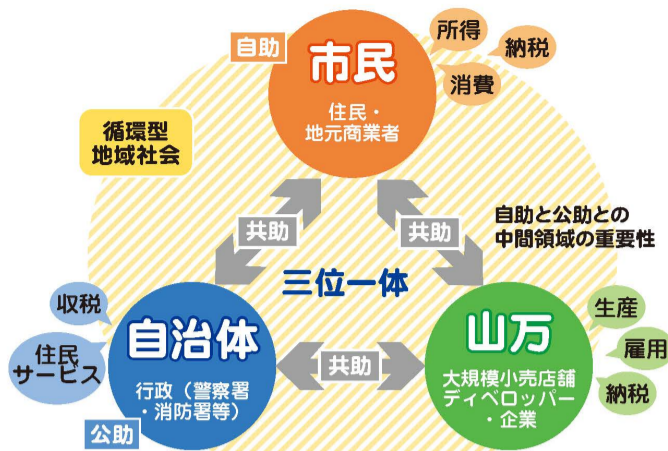 所得
納税
自助
市民
消費
住民・
地元商業者
循環型
地域社会
共助
共助
自助と公助との
中間領域の重要性
三位一体
収税
住民
サービス
自治体
行政（警察署
・消防署等）
公助
共助
山万
大規模小売店舗
ディベロッパー
・企業
生産
雇用
納税